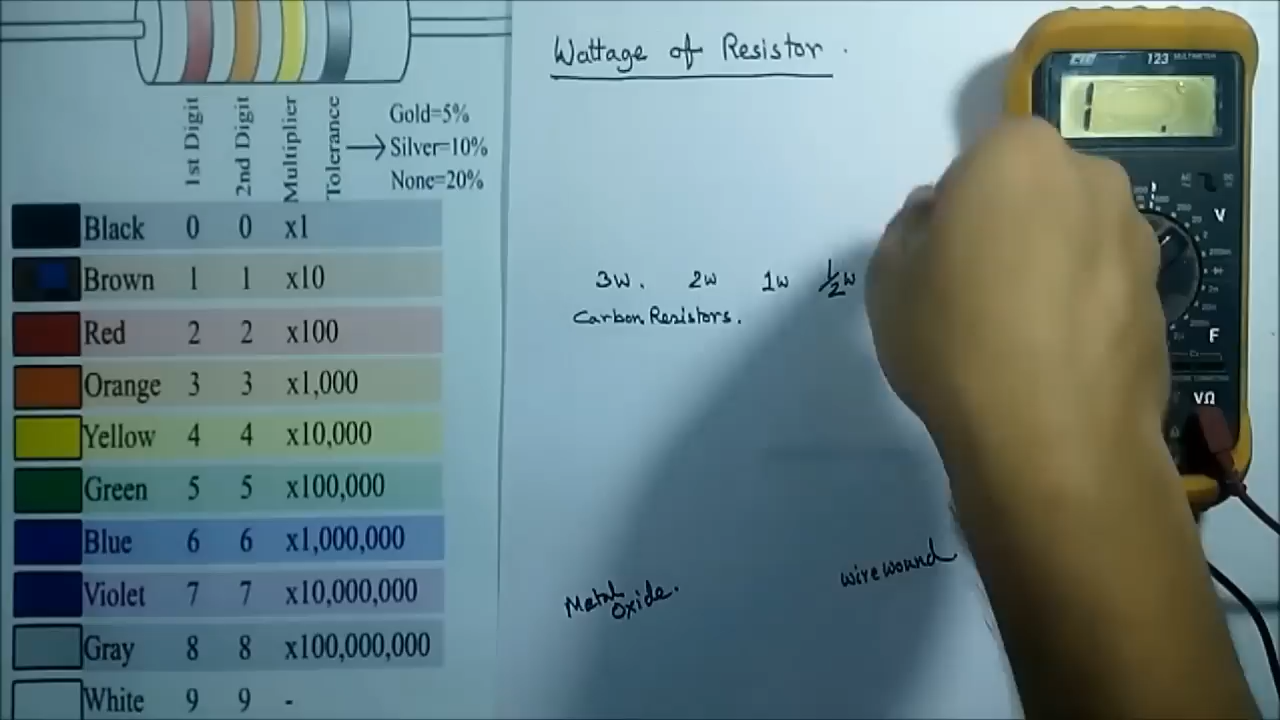 1st Digit
2nd Digit
Multiplier
Tolerance
Gold=5%
Silver=10%
None=20%
Black 0 0 x1
Brown 1 1 x10
Red 2 2 x100
Orange 3 3 x1,000
Yellow 4 4 x10,000
Green 5 5 x100,000
Blue 6 6 x1,000,000
Violet 7 7 x10,000,000
Gray 8 8 x100,000,000
White 9 9 -
Wattage of Resistor.
3W. 2W 1W 1/2W
Carbon Resistors.
Metal
Oxide.
wirewound
123 MULTIMETER
V
F
VΩ